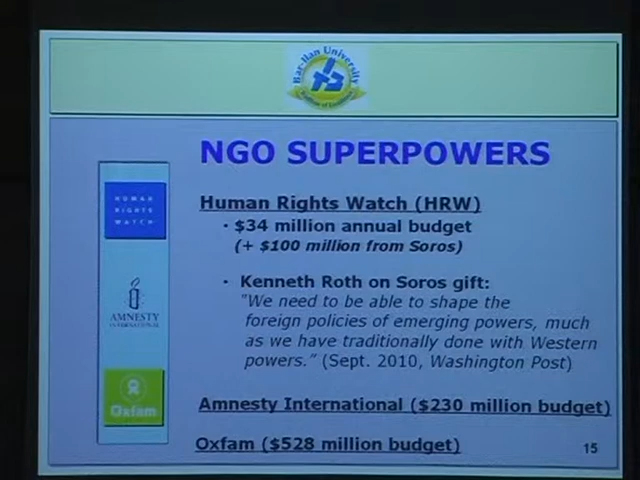 Bar-Ilan University
NGO SUPERPOWERS
HUMAN
RIGHTS
WATCH
AMNESTY
INTERNATIONAL
Oxfam
Human Rights Watch (HRW)
· $34 million annual budget
(+ $100 million from Soros)
· Kenneth Roth on Soros gift:
"We need to be able to shape the
foreign policies of emerging powers, much
as we have traditionally done with Western
powers." (Sept. 2010, Washington Post)
Amnesty International ($230 million budget)
Oxfam ($528 million budget)
15